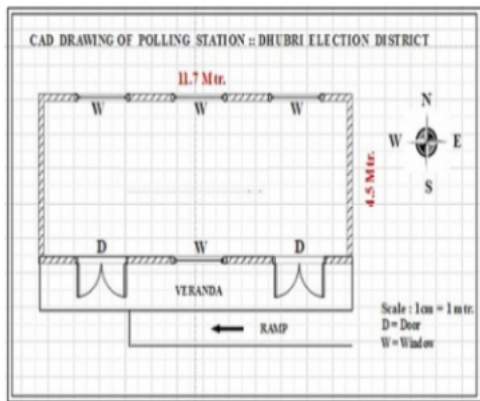 CAD DRAWING OF POLLING STATION :: DHUBRI ELECTION DISTRICT
11.7 Mtr.
W W W
N
W E
S
4.5 Mtr.
D W D
VERANDA
RAMP
Scale : 1cm = 1 mtr.
D = Door
W = Window